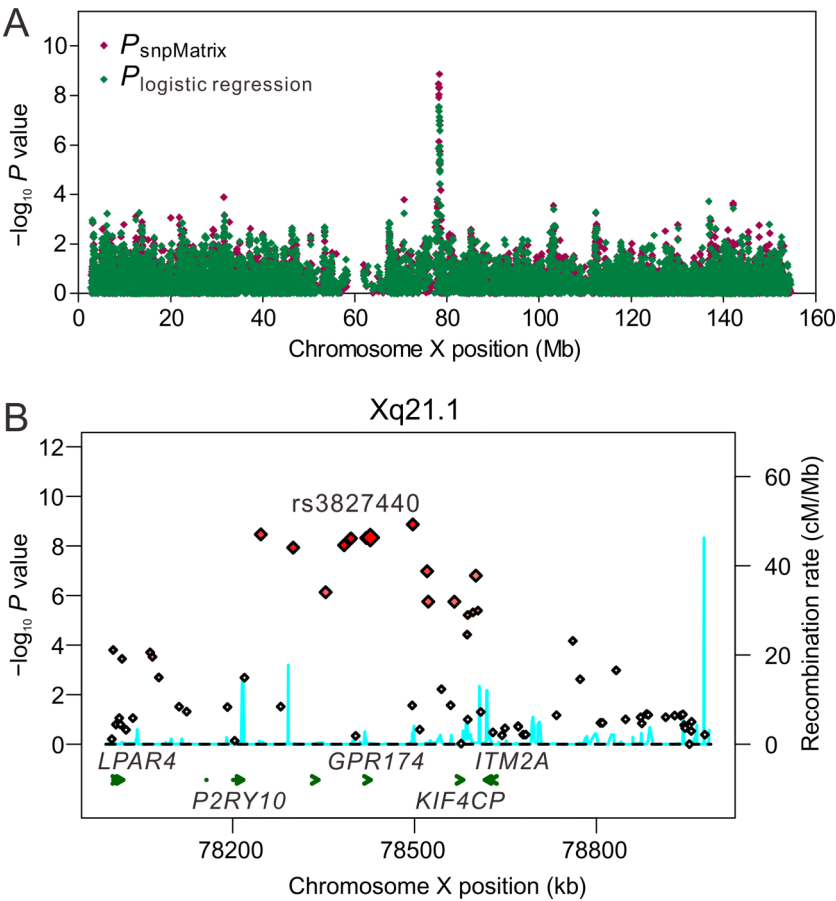 A
PsnpMatrix
Plogistic regression
10
8
6
4
2
0
−log10 P value
0 20 40 60 80 100 120 140 160
Chromosome X position (Mb)
B
Xq21.1
12
10
8
6
4
2
0
−log10 P value
rs3827440
60
40
20
0
Recombination rate (cM/Mb)
LPAR4 GPR174 ITM2A
P2RY10 KIF4CP
78200 78500 78800
Chromosome X position (kb)